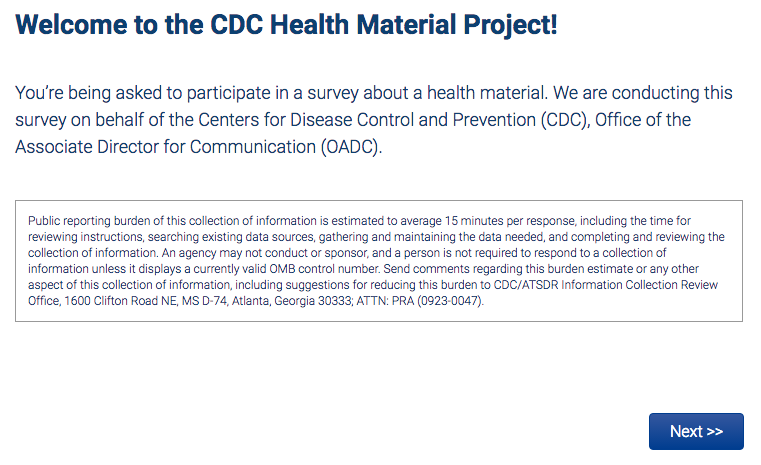 Welcome to the CDC Health Material Project!
You're being asked to participate in a survey about a health material. We are conducting this
survey on behalf of the Centers for Disease Control and Prevention (CDC), Office of the
Associate Director for Communication (OADC).
Public reporting burden of this collection of information is estimated to average 15 minutes per response, including the time for
reviewing instructions, searching existing data sources, gathering and maintaining the data needed, and completing and reviewing the
collection of information. An agency may not conduct or sponsor, and a person is not required to respond to a collection of
information unless it displays a currently valid OMB control number. Send comments regarding this burden estimate or any other
aspect of this collection of information, including suggestions for reducing this burden to CDC/ATSDR Information Collection Review
Office, 1600 Clifton Road NE, MS D-74, Atlanta, Georgia 30333; ATTN: PRA (0923-0047).
Next >>